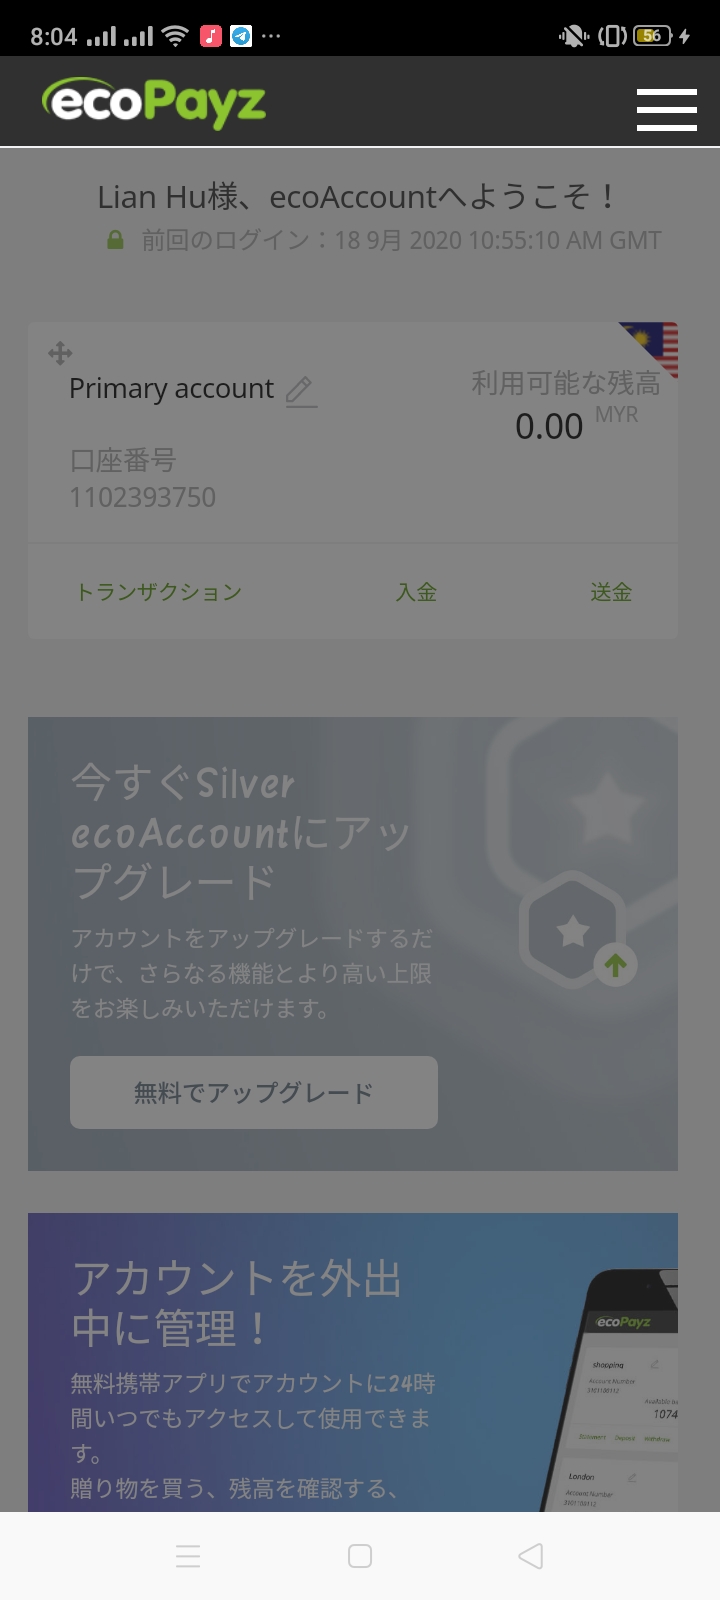 8:04
56
ecoPayz
Lian Hu様、ecoAccountへようこそ！
前回のログイン：18 9月 2020 10:55:10 AM GMT
Primary account
利用可能な残高
0.00 MYR
口座番号
1102393750
トランザクション 入金 送金
今すぐSilver
ecoAccountにアッ
プグレード
アカウントをアップグレードするだ
けで、さらなる機能とより高い上限
をお楽しみいただけます。
無料でアップグレード
アカウントを外出
中に管理！
無料携帯アプリでアカウントに24時
間いつでもアクセスして使用できま
す。
贈り物を買う、残高を確認する、
ecoPayz
shopping
Account Number
Available ba
1074
Statement Deposit Withdraw
London
Account Number